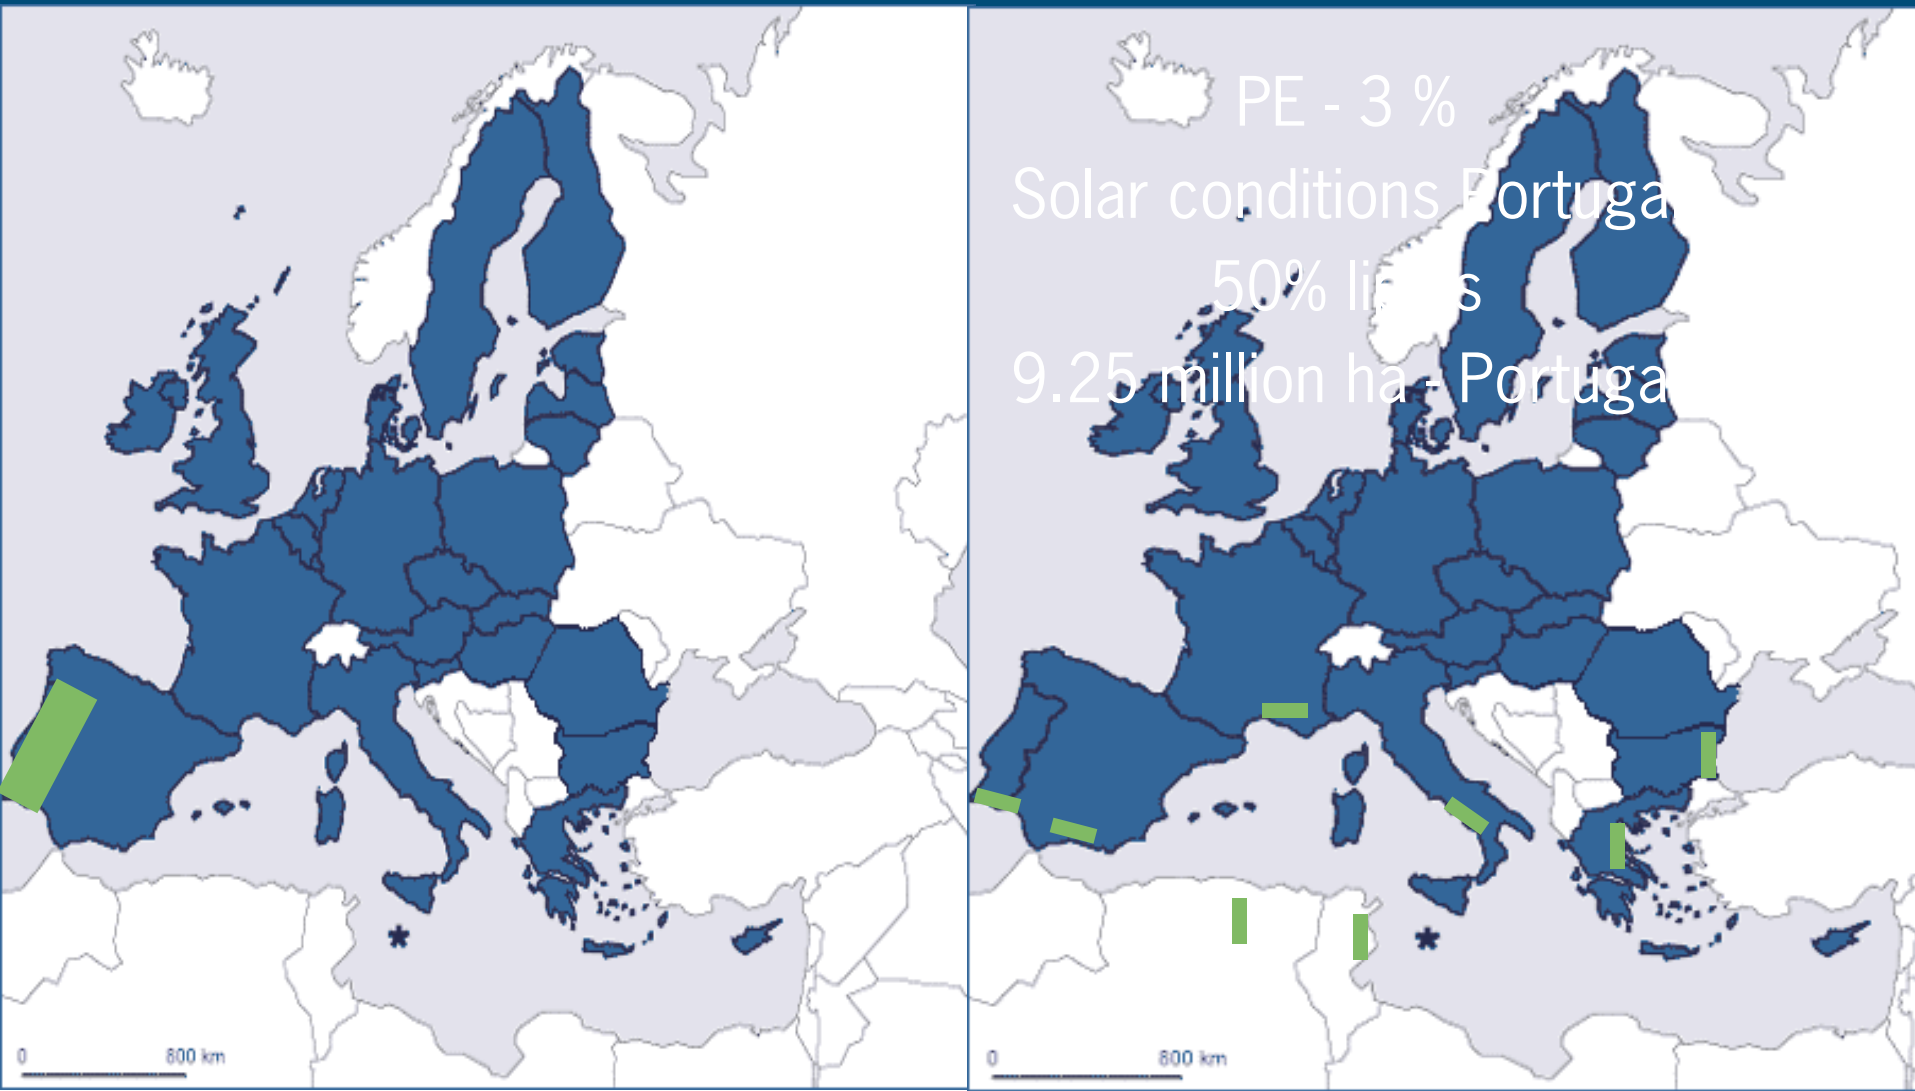 PE - 3 %
Solar conditions Portugal
50%
9.25 million ha - Portugal
0 800 km
0 800 km